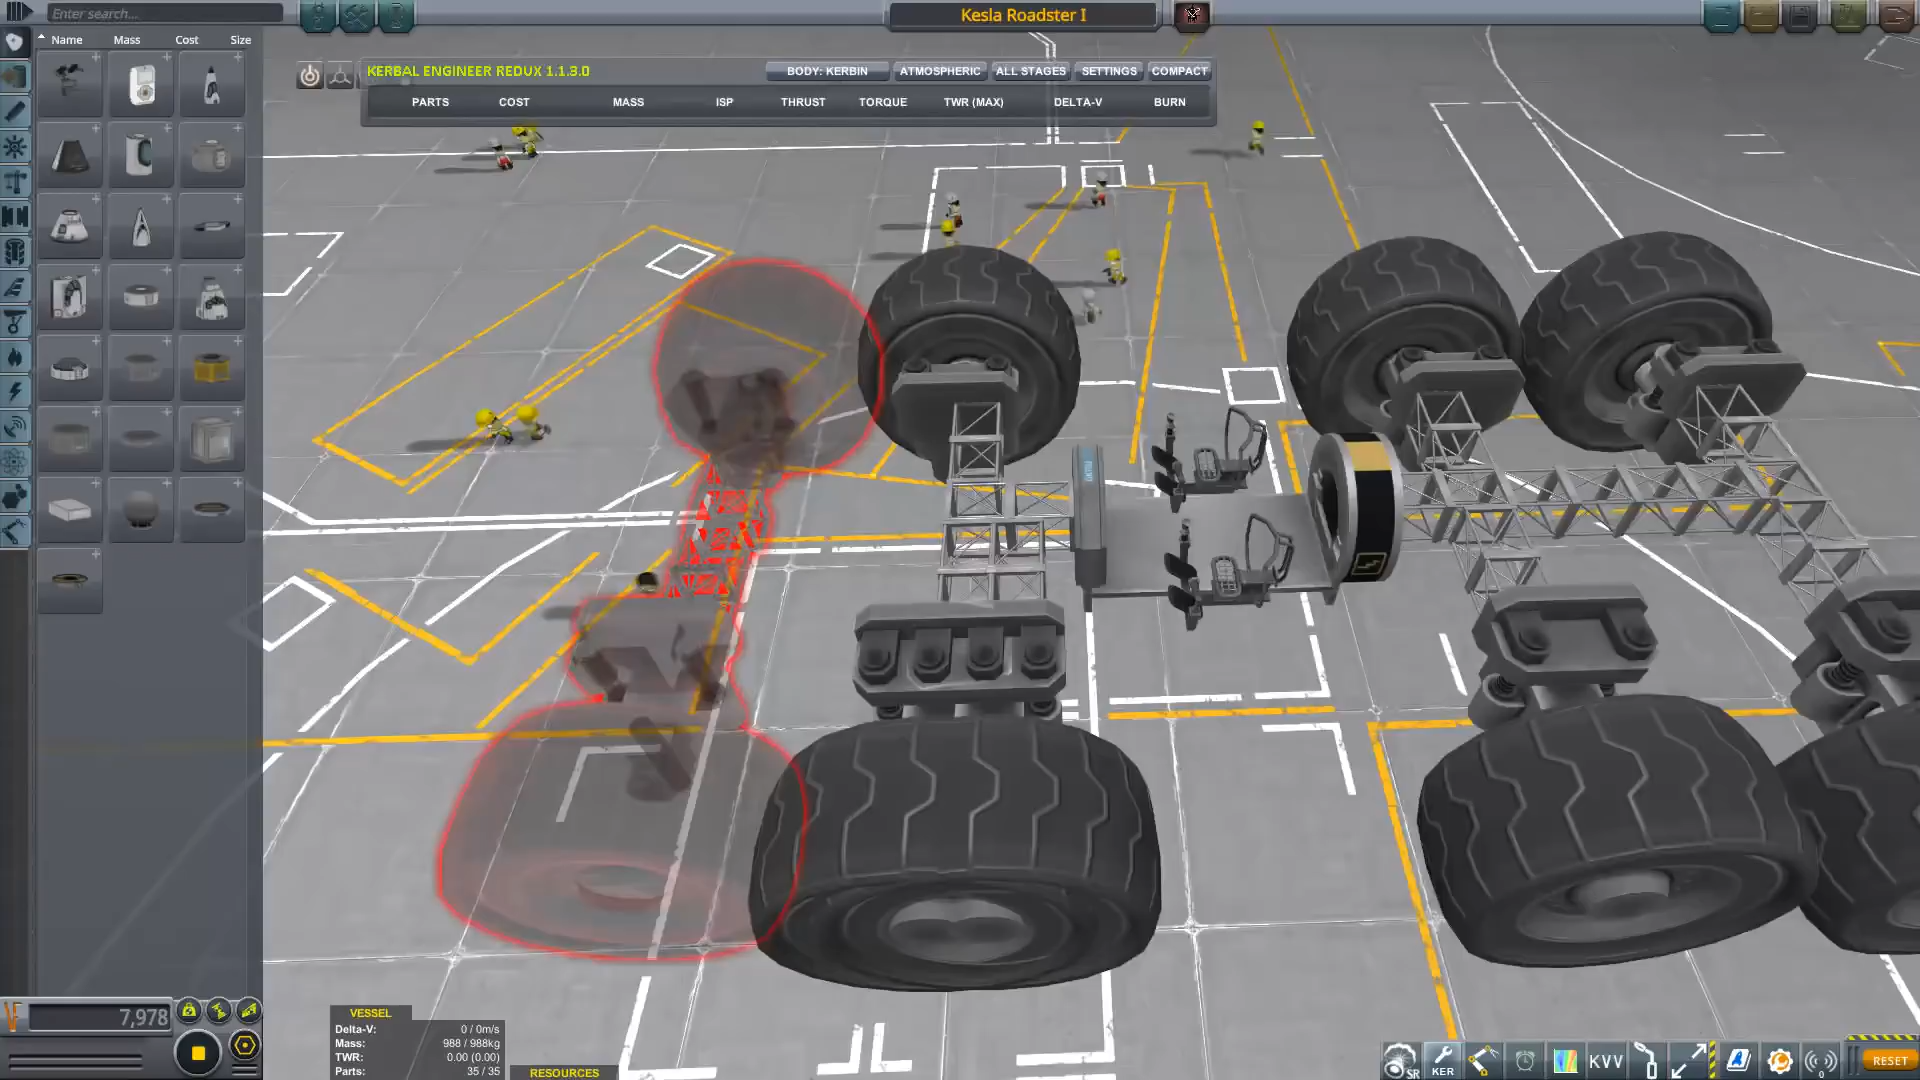 Enter search...
Kesla Roadster I
Name Mass Cost Size
KERBAL ENGINEER REDUX 1.1.3.0
BODY: KERBIN ATMOSPHERIC ALL STAGES SETTINGS COMPACT
PARTS COST MASS ISP THRUST TORQUE TWR (MAX) DELTA-V BURN
7,978
VESSEL
Delta-V: 0 / 0m/s
Mass: 988 / 988kg
TWR: 0.00 (0.00)
Parts: 35 / 35
RESOURCES
SR
KER
KVV
0
RESET